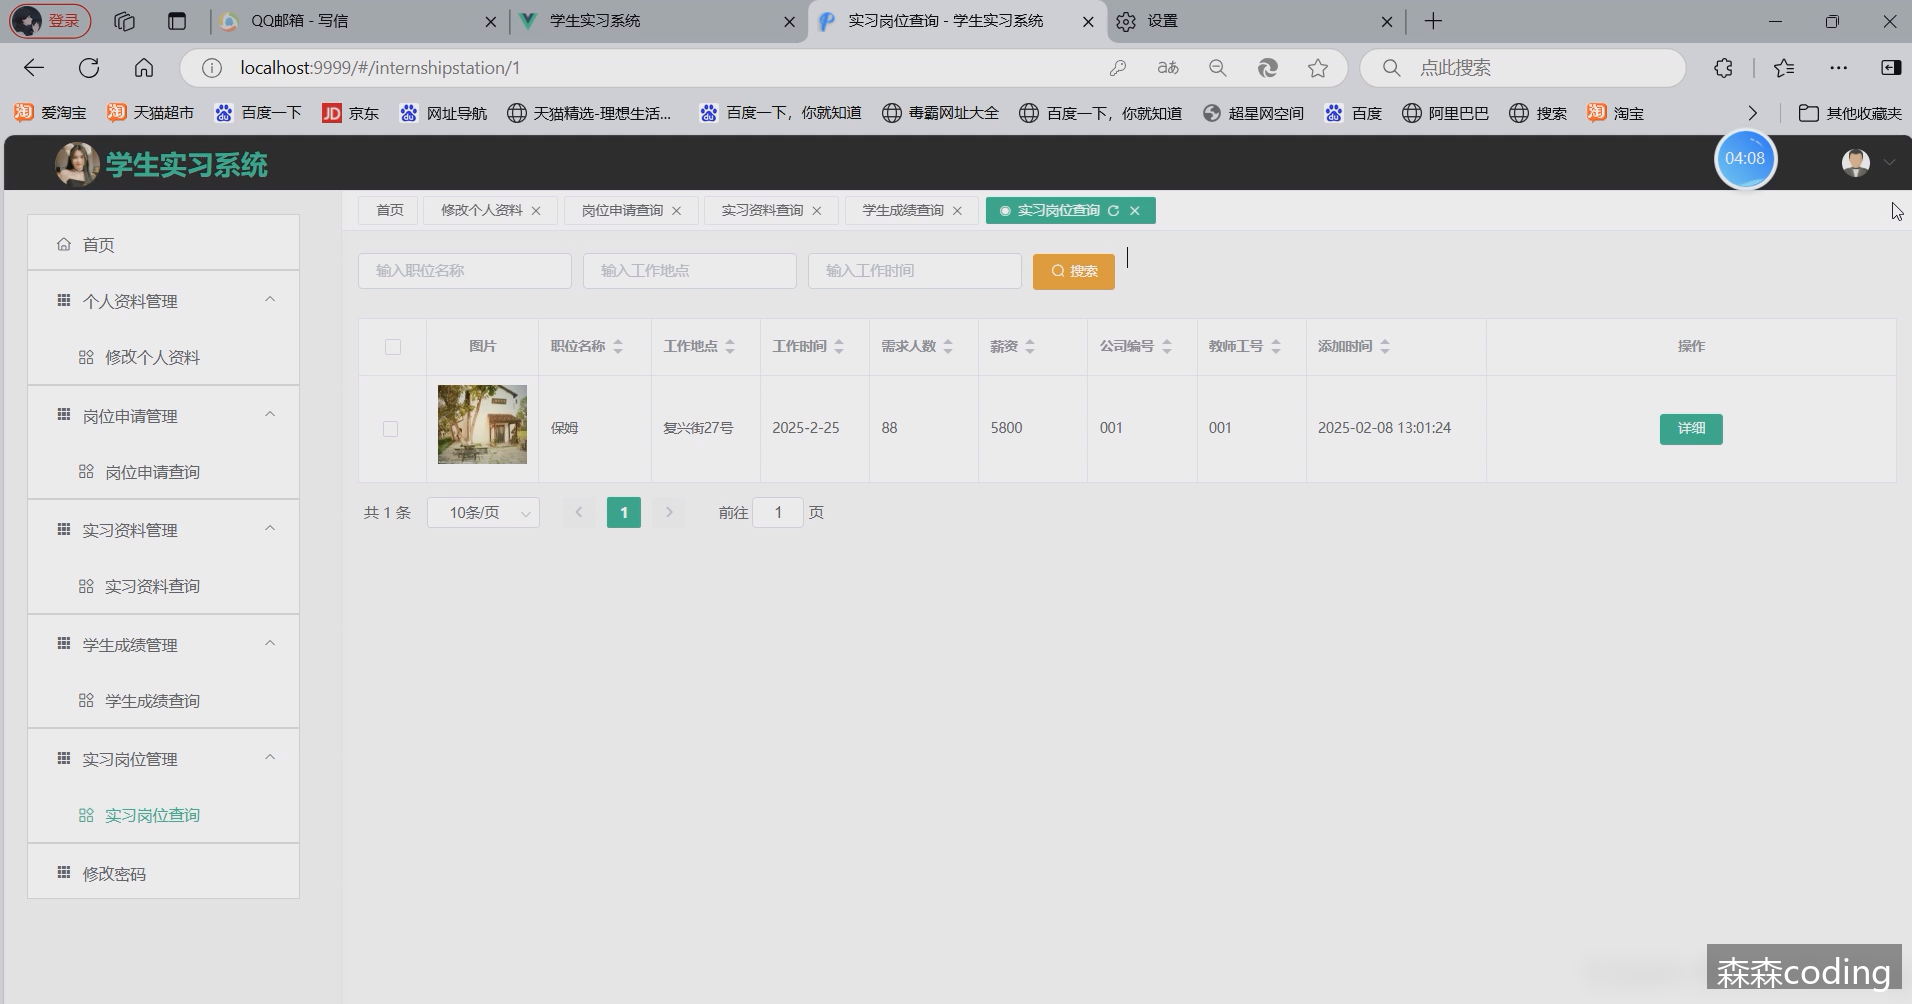 登录
QQ邮箱 - 写信
学生实习系统
实习岗位查询 - 学生实习系统
设置
localhost:9999/#/internshipstation/1
aあ
点此搜索
爱淘宝
天猫超市
百度一下
京东
网址导航
天猫精选-理想生活...
百度一下，你就知道
毒霸网址大全
百度一下，你就知道
超星网空间
百度
阿里巴巴
搜索
淘宝
其他收藏夹
学生实习系统
04:08
首页
修改个人资料
岗位申请查询
实习资料查询
学生成绩查询
实习岗位查询
首页
个人资料管理
修改个人资料
岗位申请管理
岗位申请查询
实习资料管理
实习资料查询
学生成绩管理
学生成绩查询
实习岗位管理
实习岗位查询
修改密码
输入职位名称
输入工作地点
输入工作时间
搜索
图片 职位名称 工作地点 工作时间 需求人数 薪资 公司编号 教师工号 添加时间 操作
保姆 复兴街27号 2025-2-25 88 5800 001 001 2025-02-08 13:01:24 详细
共 1 条 10条/页 1 前往 1 页
森森coding